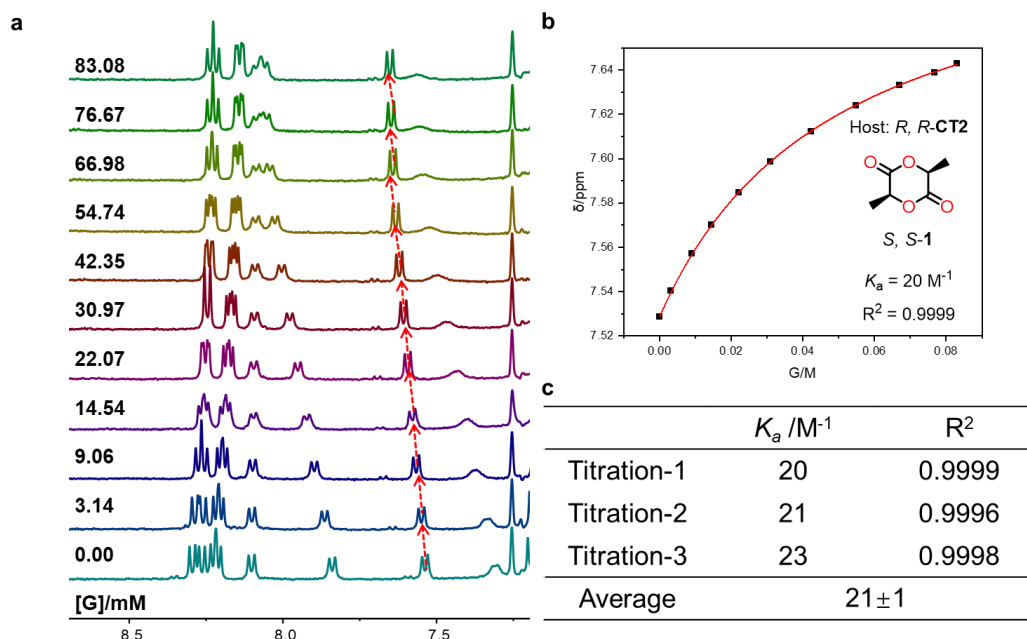 a
83.08
76.67
66.98
54.74
42.35
30.97
22.07
14.54
9.06
3.14
0.00
[G]/mM
8.5 8.0 7.5
b
7.64
7.60
7.56
7.54
7.52
δ/ppm
0.00 0.02 0.04 0.06 0.08
G/M
Host: R, R-CT2
O O
O O
S, S-1
Kₐ = 20 M⁻¹
R² = 0.9999
c
Kₐ /M⁻¹ R²
Titration-1 20 0.9999
Titration-2 21 0.9996
Titration-3 23 0.9998
Average 21±1